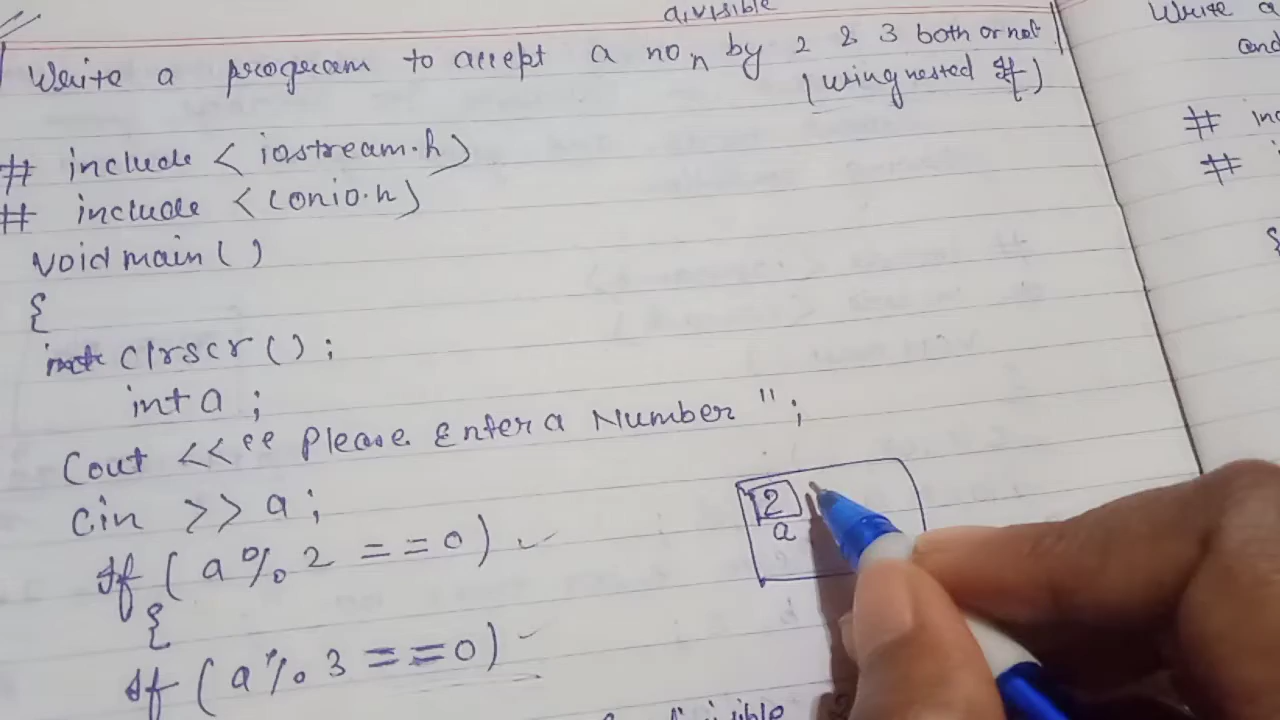 divisible
Write a program to accept a no n by 2 & 3 both or not
(using nested If)
# include <iostream.h>
# include <conio.h>
void main ( )
{
clrscr ( ) ;
int a ;
Cout << " Please Enter a Number " ;
Cin >> a ;
If ( a % 2 = = 0 )
{
If ( a % 3 = = 0 )
2
a
Write a
# inc
#
{